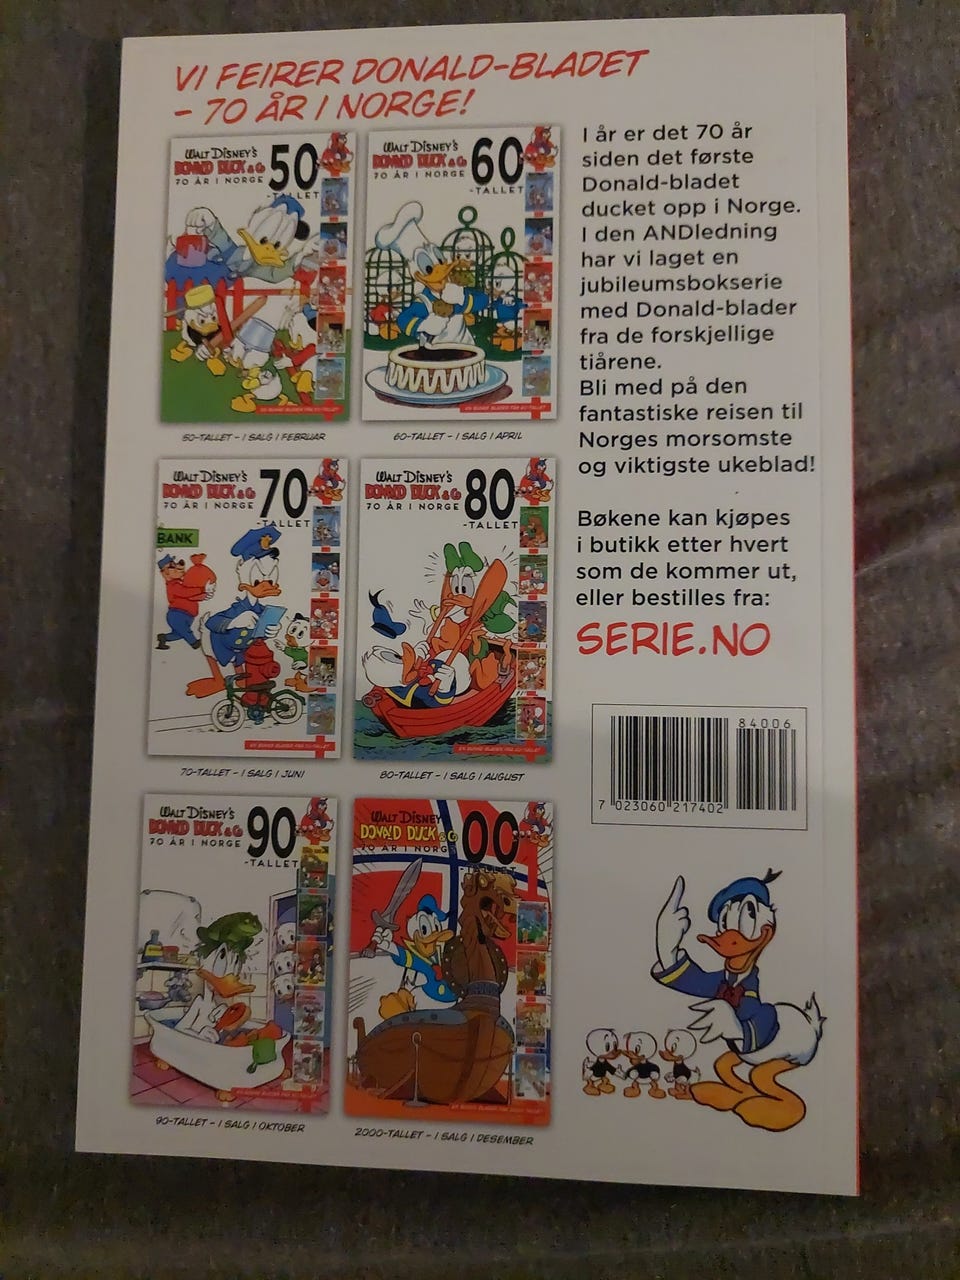 VI FEIRER DONALD-BLADET
- 70 ÅR I NORGE!
WALT DISNEY'S
DONALD DUCK & CO
70 ÅR I NORGE
50
-TALLET
50-TALLET - I SALG I FEBRUAR
WALT DISNEY'S
DONALD DUCK & CO
70 ÅR I NORGE
60
-TALLET
60-TALLET - I SALG I APRIL
WALT DISNEY'S
DONALD DUCK & CO
70 ÅR I NORGE
70
-TALLET
BANK
70-TALLET - I SALG I JUNI
WALT DISNEY'S
DONALD DUCK & CO
70 ÅR I NORGE
80
-TALLET
80-TALLET - I SALG I AUGUST
WALT DISNEY'S
DONALD DUCK & CO
70 ÅR I NORGE
90
-TALLET
90-TALLET - I SALG I OKTOBER
WALT DISNEY'S
DONALD DUCK & CO
70 ÅR I NORGE
00
-TALLET
2000-TALLET - I SALG I DESEMBER
I år er det 70 år
siden det første
Donald-bladet
ducket opp i Norge.
I den ANDledning
har vi laget en
jubileumsbokserie
med Donald-blader
fra de forskjellige
tiårene.
Bli med på den
fantastiske reisen til
Norges morsomste
og viktigste ukeblad!
Bøkene kan kjøpes
i butikk etter hvert
som de kommer ut,
eller bestilles fra:
SERIE.NO
84006
7 023060 217402